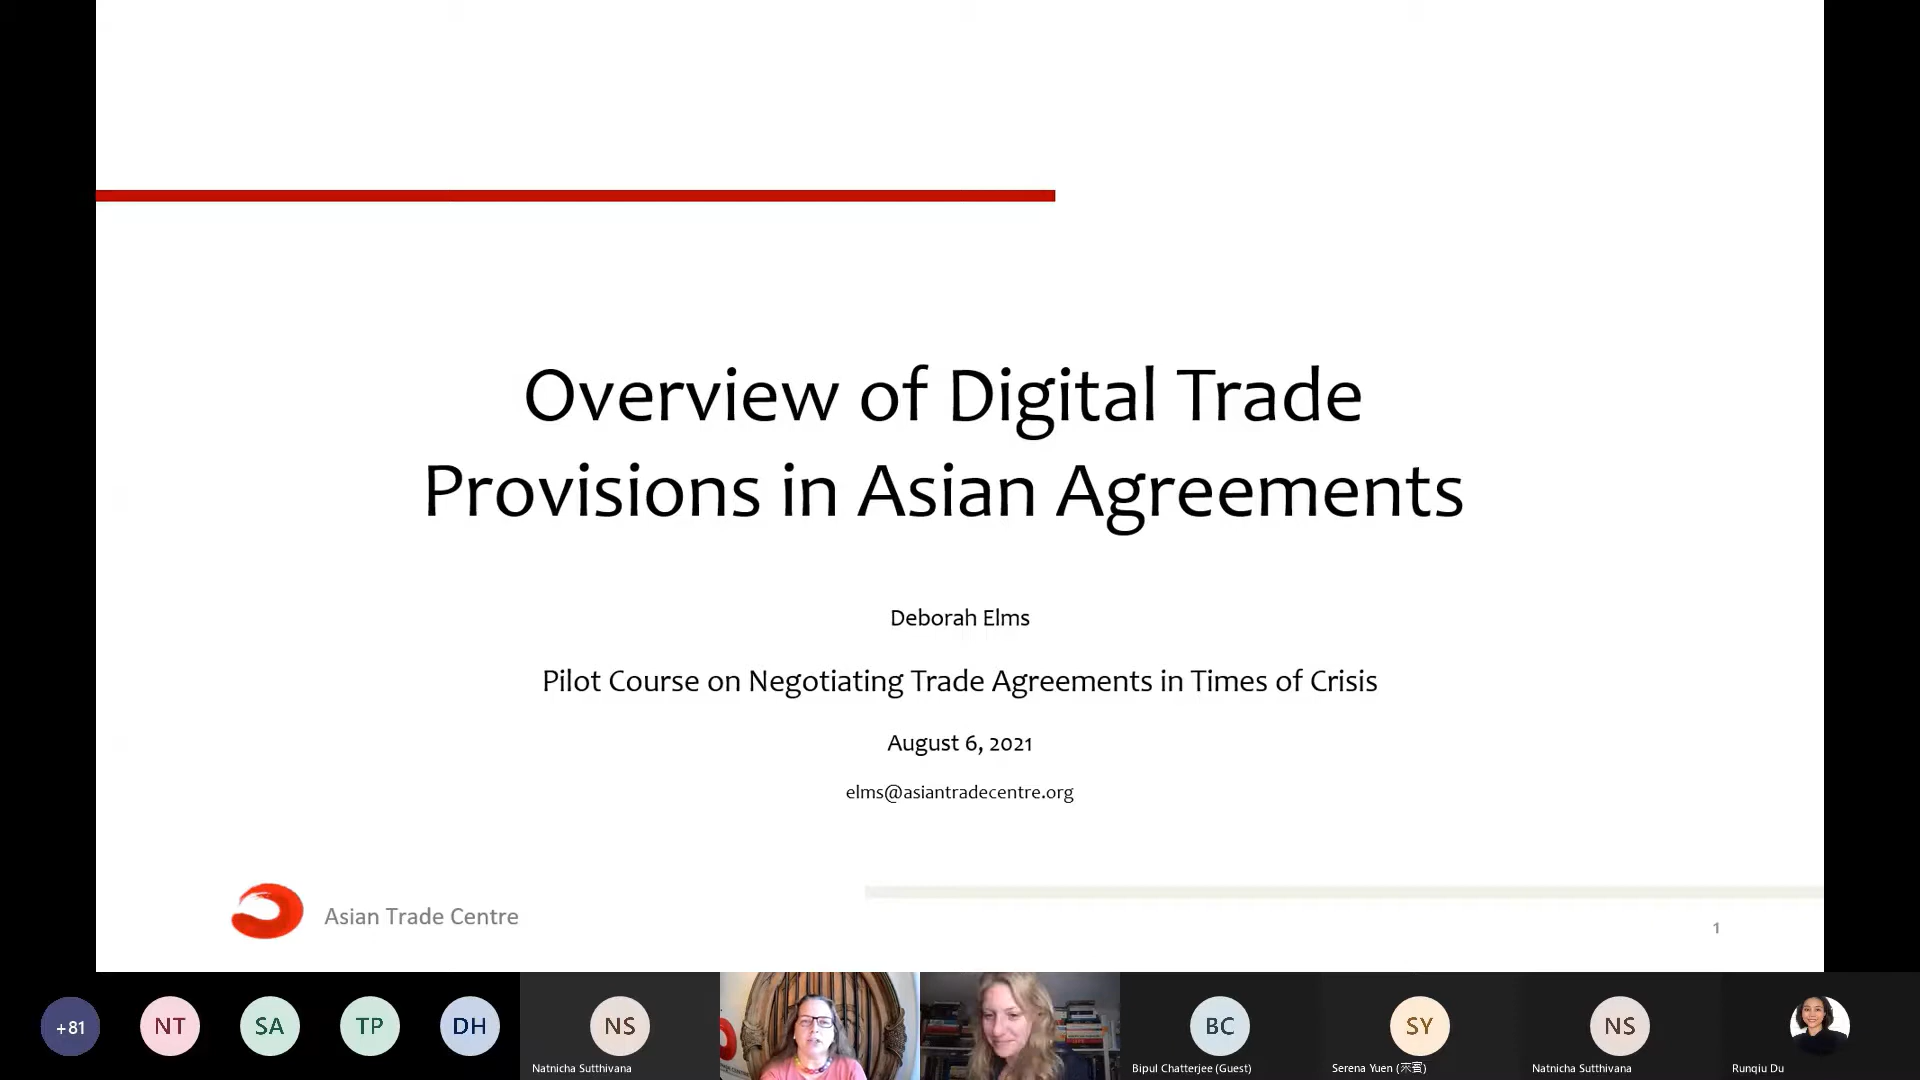 Overview of Digital Trade
Provisions in Asian Agreements
Deborah Elms
Pilot Course on Negotiating Trade Agreements in Times of Crisis
August 6, 2021
elms@asiantradecentre.org
Asian Trade Centre
1
+81
NT
SA
TP
DH
NS
Natnicha Sutthivana
BC
Bipul Chatterjee (Guest)
SY
Serena Yuen
NS
Natnicha Sutthivana
Runqiu Du